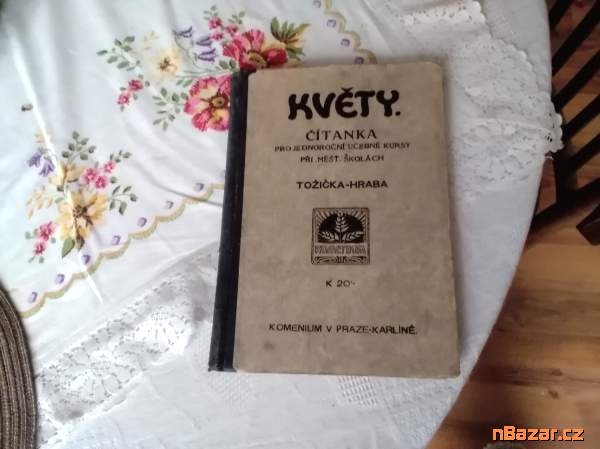 KVĚTY.
ČÍTANKA
PRO JEDNOROČNÍ UČEBNÉ KURSY
PŘI MĚŠŤ. ŠKOLÁCH
TOŽIČKA-HRABA
K 20·-
KOMENIUM V PRAZE-KARLÍNĚ.
nBazar.cz